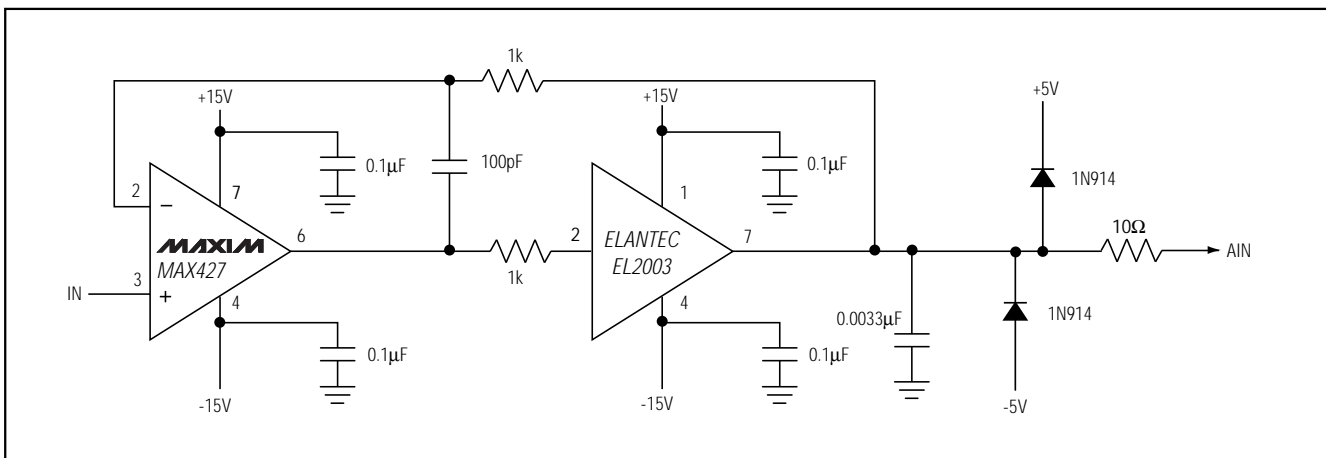 1k
+15V
0.1µF
100pF
2
7
−
MAXIM
MAX427
6
IN
3
+
4
0.1µF
-15V
1k
+15V
0.1µF
1
2
ELANTEC
EL2003
7
4
0.1µF
-15V
0.0033µF
+5V
1N914
10Ω
AIN
1N914
-5V